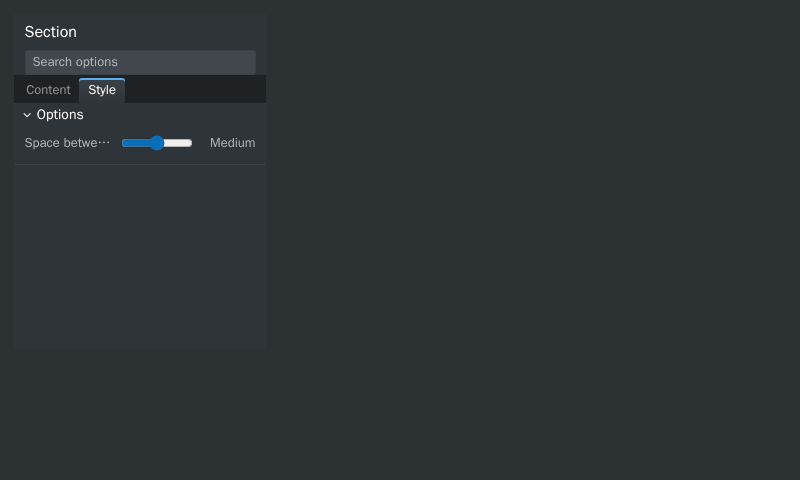 Section
Search options
Content Style
Options
Space betwe··· Medium